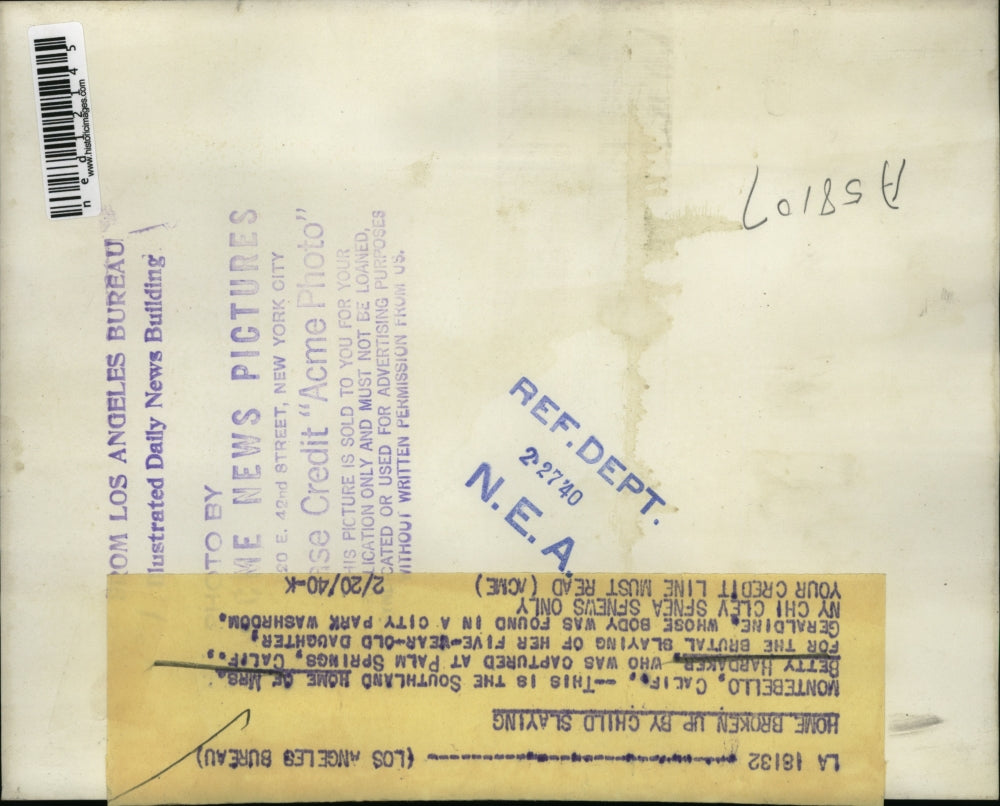 n e d 1 2 1 4 5
www.historicimages.com
ROM LOS ANGELES BUREAU
lustrated Daily News Building
PHOTO BY
ME NEWS PICTURES
20 E. 42nd STREET, NEW YORK CITY
se Credit "Acme Photo"
HIS PICTURE IS SOLD TO YOU FOR YOUR
LICATION ONLY AND MUST NOT BE LOANED,
CATED OR USED FOR ADVERTISING PURPOSES
WITHOUT WRITTEN PERMISSION FROM US.
A58107
REF. DEPT.
2-27'40
N.E.A.
LA 18132 (LOS ANGELES BUREAU)
HOME BROKEN UP BY CHILD SLAYING
MONTEBELLO, CALIF. -- THIS IS THE SOUTHLAND HOME OF MRS.
BETTY HARDAKER WHO WAS CAPTURED AT PALM SPRINGS, CALIF.,
FOR THE BRUTAL SLAYING OF HER FIVE-YEAR-OLD DAUGHTER,
GERALDINE, WHOSE BODY WAS FOUND IN A CITY PARK WASHROOM.
NY CHI CLEV SFNEA SFNEWS ONLY
YOUR CREDIT LINE MUST READ (ACME) 2/20/40-K